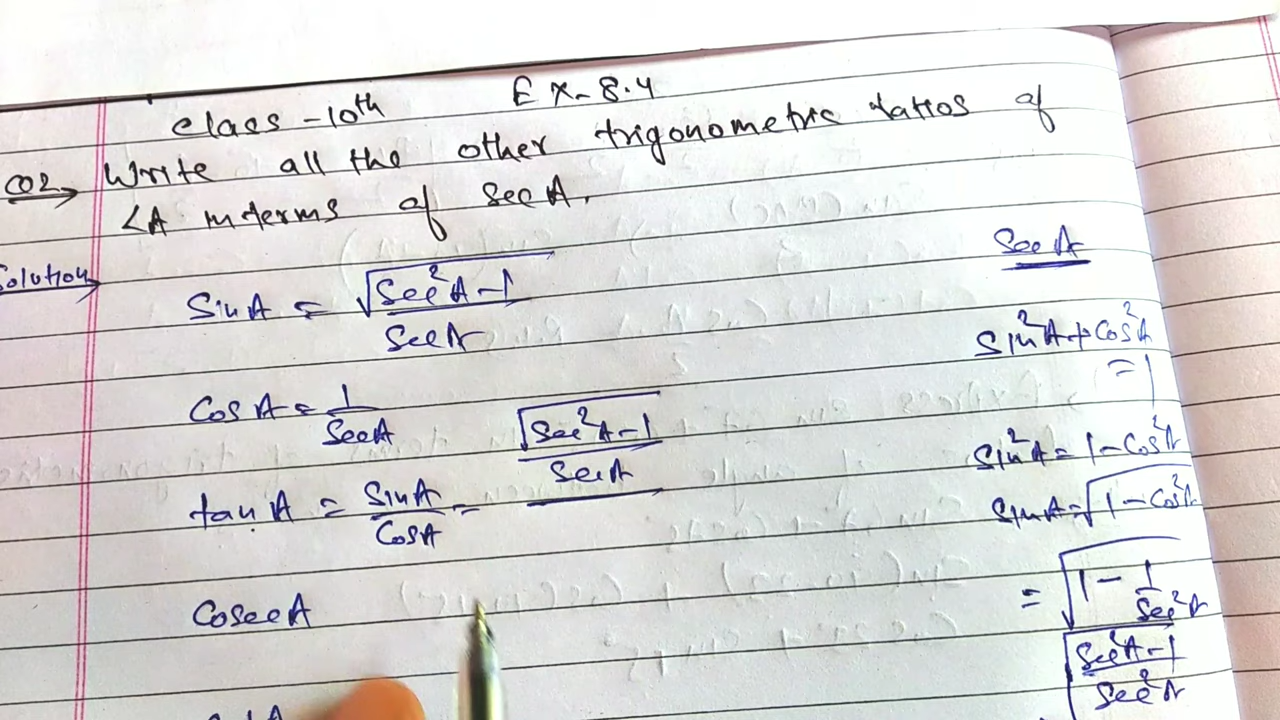 Class - 10th Ex - 8.4
Q2→ Write all the other trigonometric ratios of
∠A in terms of Sec A.
Solution→
Sec A
Sin A = √(Sec²A - 1) / Sec A
Cos A = 1 / Sec A
tan A = Sin A / Cos A = √(Sec²A - 1) / Sec A
Cosec A
Sin²A + Cos²A
= 1
Sin²A = 1 - Cos²A
Sin A = √(1 - Cos²A)
= √(1 - 1 / Sec²A)
√(Sec²A - 1 / Sec²A)